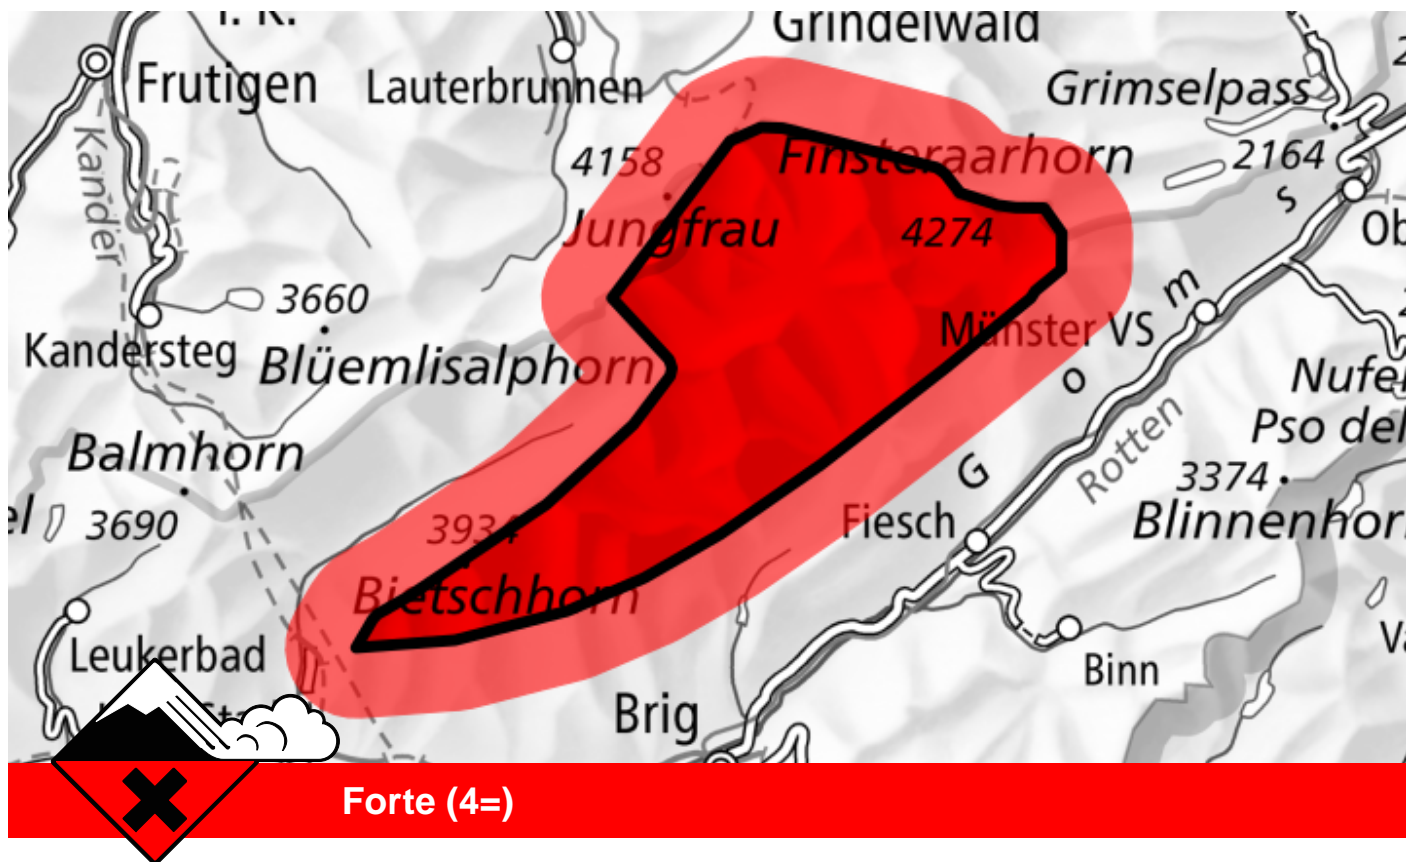 Grindelwald
Frutigen
Lauterbrunnen
Grimselpass
Kander
4158
Finsteraarhorn
2164
Jungfrau
4274
s
Ob
3660
m
Münster VS
Kandersteg
Blüemlisalphorn
o
Nufe
Pso del
Balmhorn
Rotten
G
3374
3690
3934
Fiesch
Blinnenhor
Bietschhorn
Leukerbad
Binn
Brig
Forte (4=)